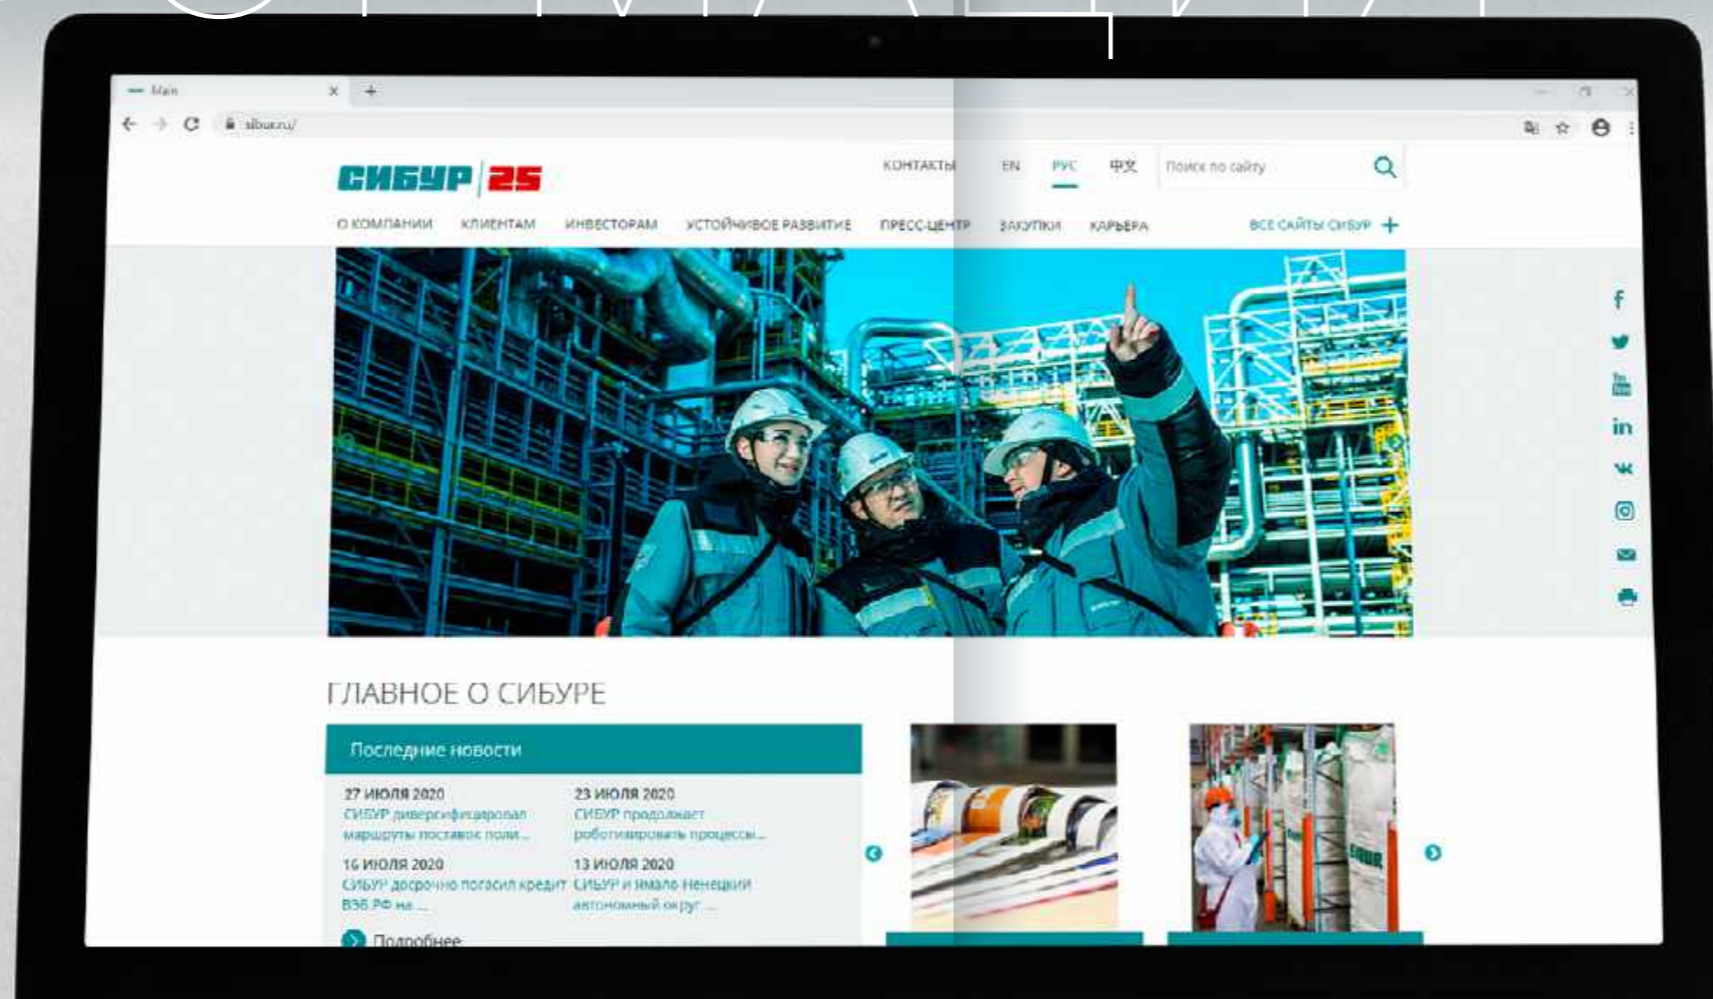 Main
sibur.ru/
СИБУР 25
КОНТАКТЫ EN РУС 中文 Поиск по сайту
О КОМПАНИИ КЛИЕНТАМ ИНВЕСТОРАМ УСТОЙЧИВОЕ РАЗВИТИЕ ПРЕСС-ЦЕНТР ЗАКУПКИ КАРЬЕРА ВСЕ САЙТЫ СИБУР
ГЛАВНОЕ О СИБУРЕ
Последние новости
27 ИЮЛЯ 2020
СИБУР диверсифицировал
маршруты поставок поли...
23 ИЮЛЯ 2020
СИБУР продолжает
роботизировать процессы...
16 ИЮЛЯ 2020
СИБУР досрочно погасил кредит
ВЭБ.РФ на ...
13 ИЮЛЯ 2020
СИБУР и Ямало-Ненецкий
автономный округ ...
Подробнее
SIBUR